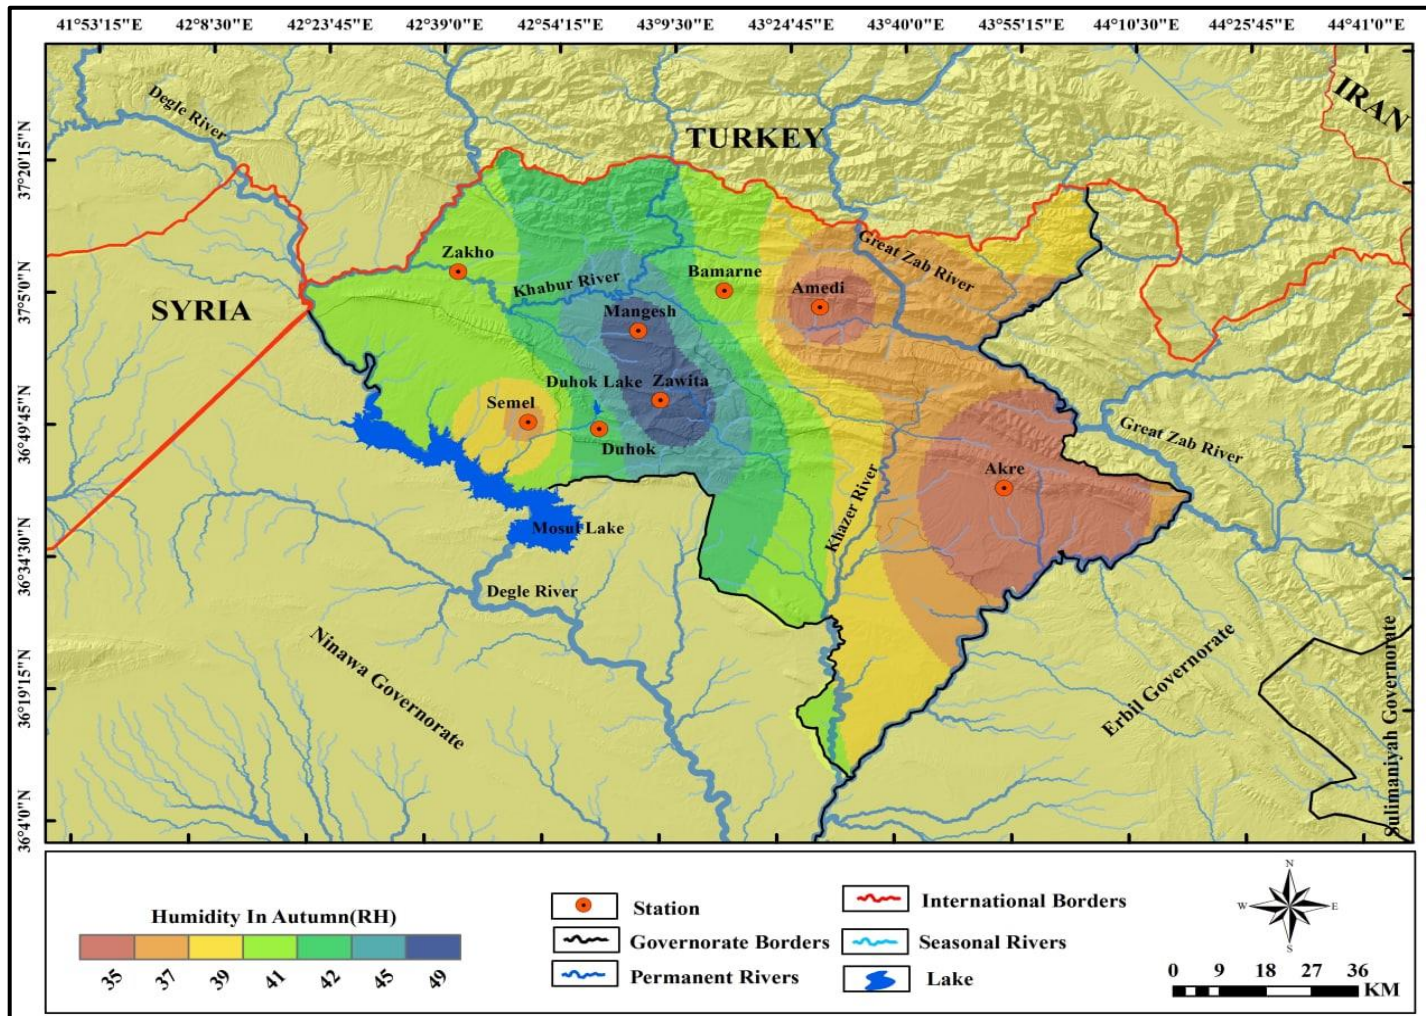 41°53'15"E 42°8'30"E 42°23'45"E 42°39'0"E 42°54'15"E 43°9'30"E 43°24'45"E 43°40'0"E 43°55'15"E 44°10'30"E 44°25'45"E 44°41'0"E
37°20'15"N
37°5'0"N
36°49'45"N
36°34'30"N
36°19'15"N
36°4'0"N
IRAN
Degle River
TURKEY
Zakho
Great Zab River
Khabur River
Bamarne
Amedi
SYRIA
Mangesh
Duhok Lake
Zawita
Semel
Duhok
Great Zab River
Akre
Khazer River
Mosul Lake
Degle River
Ninawa Governorate
Erbil Governorate
Sulimaniyah Governorate
Humidity In Autumn(RH)
35 37 39 41 42 45 49
Station
Governorate Borders
Permanent Rivers
International Borders
Seasonal Rivers
Lake
N
W E
S
0 9 18 27 36
KM